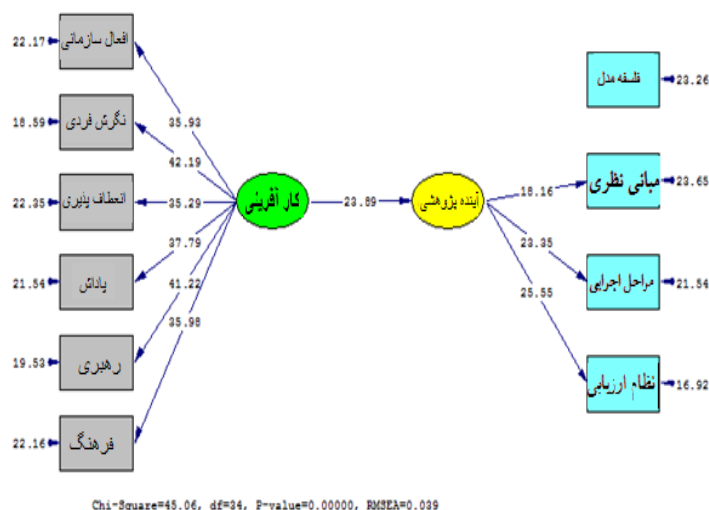 افعال سازمانی
22.17
35.93
نگرش فردی
18.59
42.19
انعطاف پذیری
22.35
35.29
پاداش
21.54
37.79
رهبری
19.53
41.22
فرهنگ
22.16
35.98
کار آفرینی
23.89
آینده پژوهشی
فلسفه مدل
23.26
مبانی نظری
23.65
18.16
مراحل اجرایی
21.54
23.35
نظام ارزیابی
16.92
25.55
Chi-Square=45.06, df=34, P-value=0.00000, RMSEA=0.039